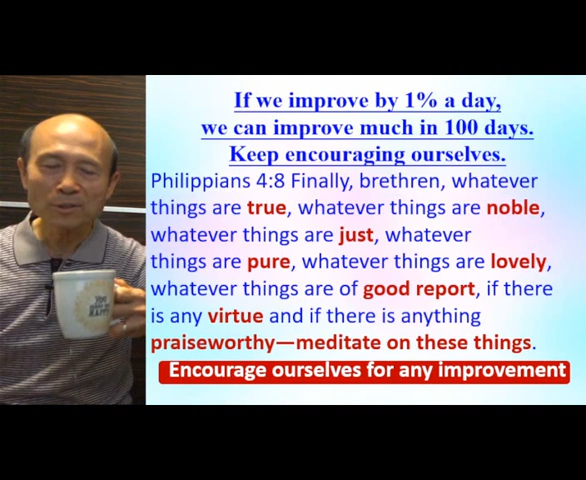 If we improve by 1% a day,
we can improve much in 100 days.
Keep encouraging ourselves.
Philippians 4:8 Finally, brethren, whatever
things are true, whatever things are noble,
whatever things are just, whatever
things are pure, whatever things are lovely,
whatever things are of good report, if there
is any virtue and if there is anything
praiseworthy—meditate on these things.
Encourage ourselves for any improvement
YOU
HAPPY